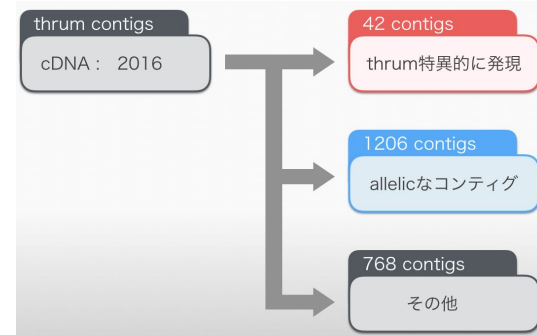 thrum contigs
cDNA : 2016
42 contigs
thrum特異的に発現
1206 contigs
allelicなコンティグ
768 contigs
その他